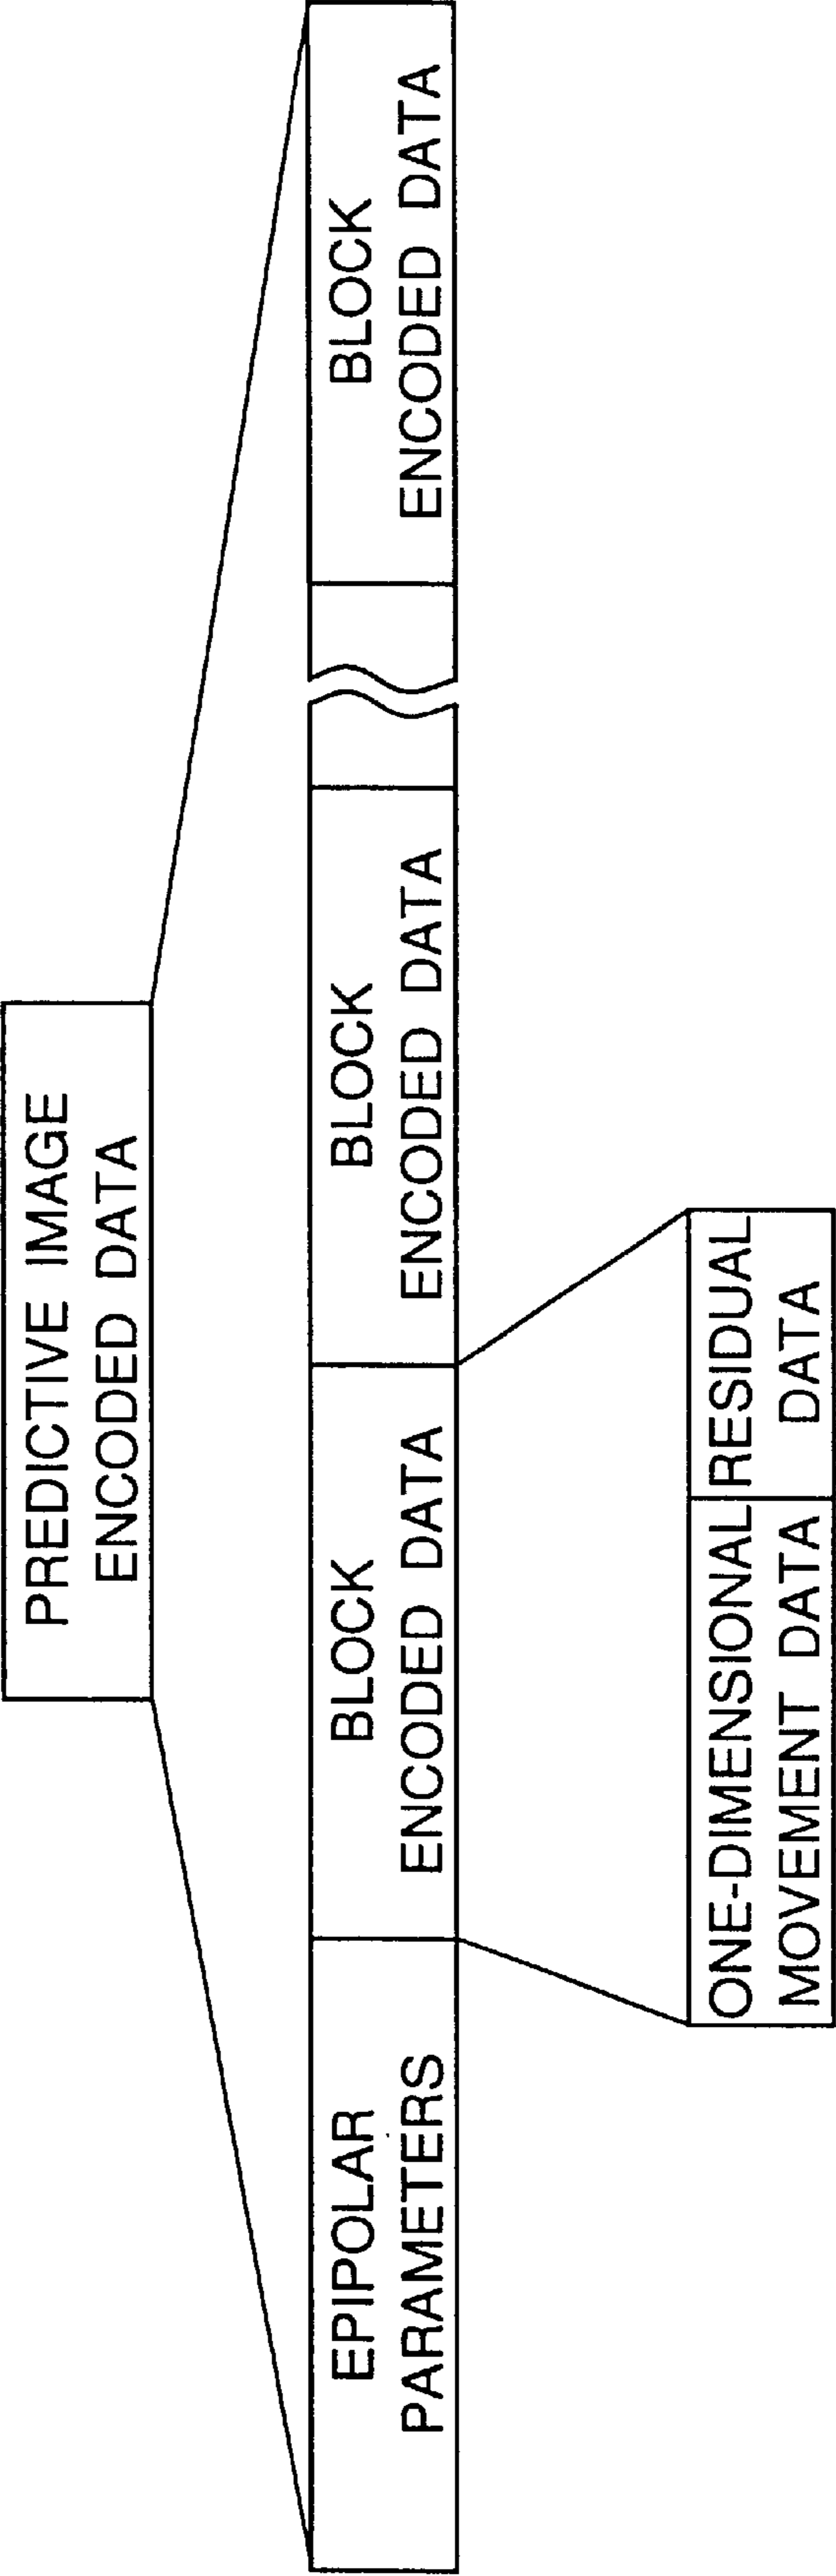 PREDICTIVE IMAGE
ENCODED DATA
EPIPOLAR
PARAMETERS
BLOCK
ENCODED DATA
BLOCK
ENCODED DATA
BLOCK
ENCODED DATA
ONE-DIMENSIONAL
MOVEMENT DATA
RESIDUAL
DATA